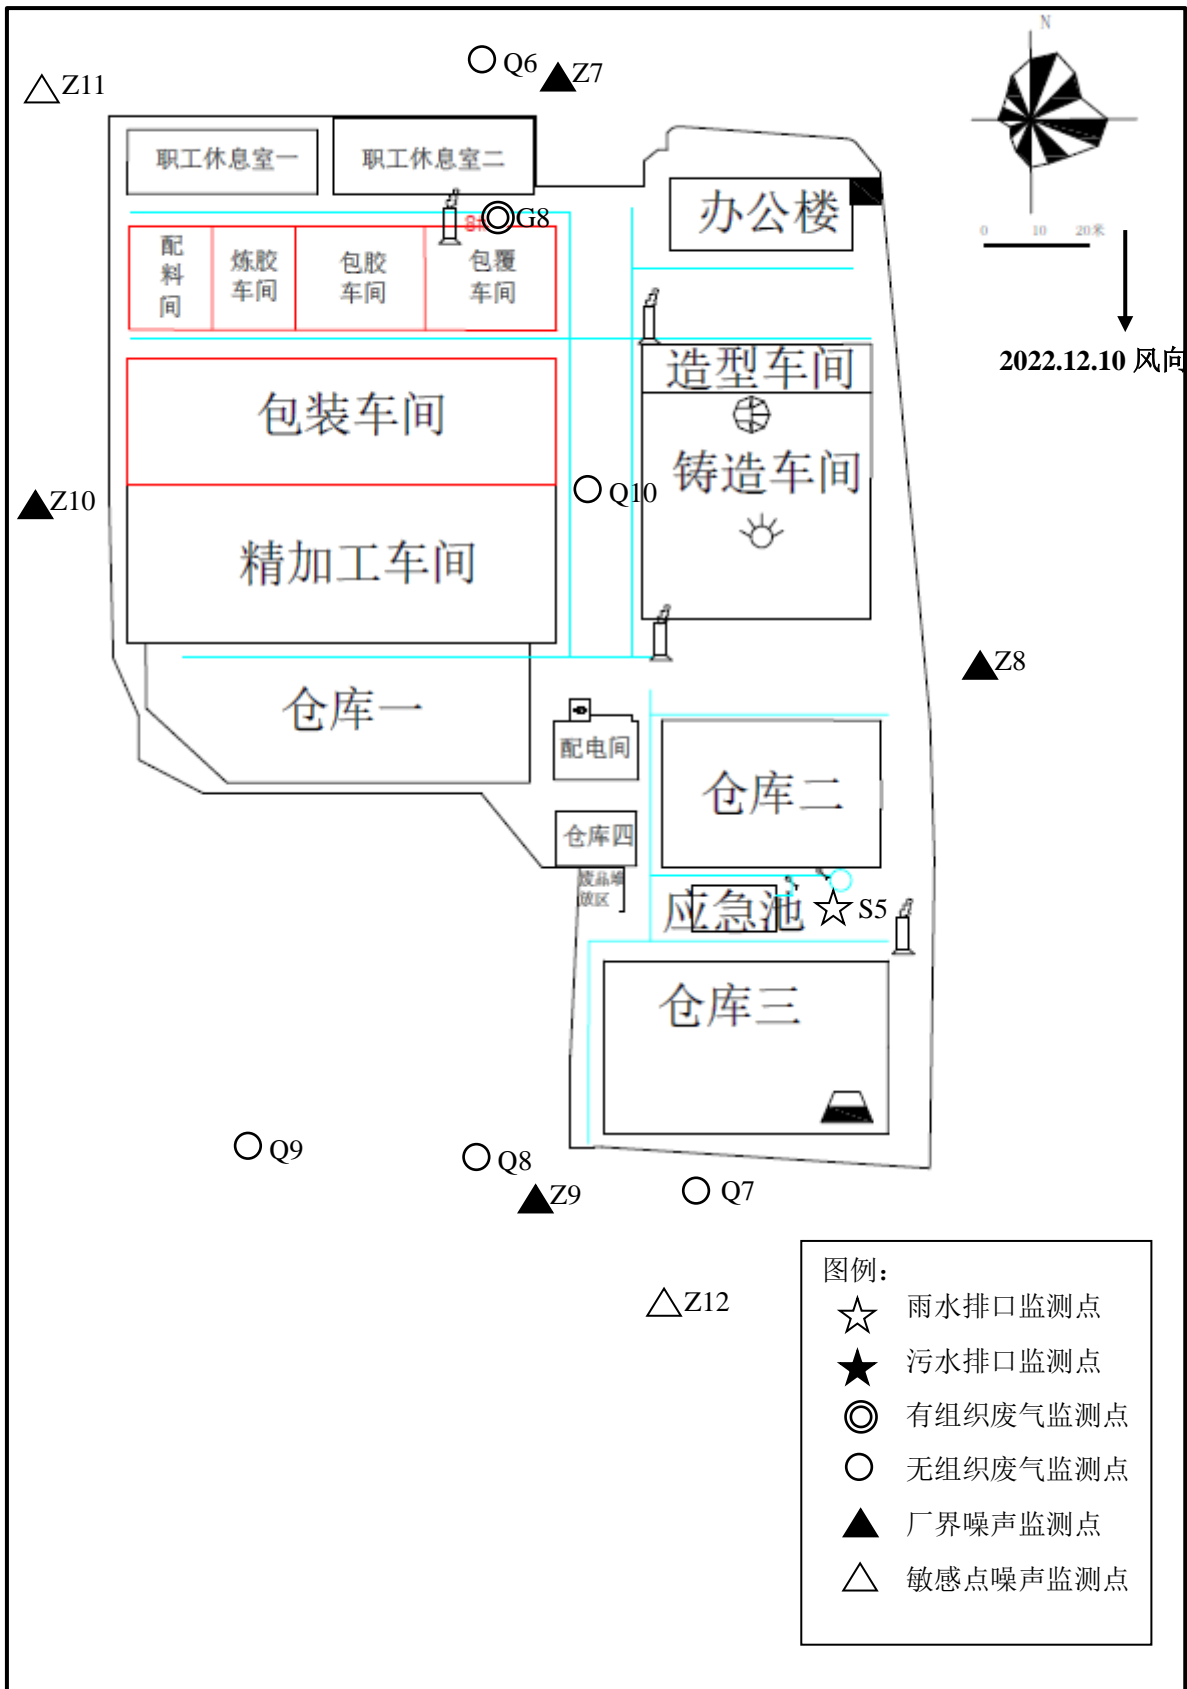 N
Q6
Z7
Z11
职工休息室一
职工休息室二
办公楼
G8
8#
0 10 20米
配料间
炼胶车间
包胶车间
包覆车间
2022.12.10 风向
造型车间
包装车间
铸造车间
Q10
Z10
精加工车间
Z8
仓库一
配电间
仓库二
仓库四
废品堆放区
应急池
S5
仓库三
Q9
Q8
Z9
Q7
Z12
图例：
雨水排口监测点
污水排口监测点
有组织废气监测点
无组织废气监测点
厂界噪声监测点
敏感点噪声监测点